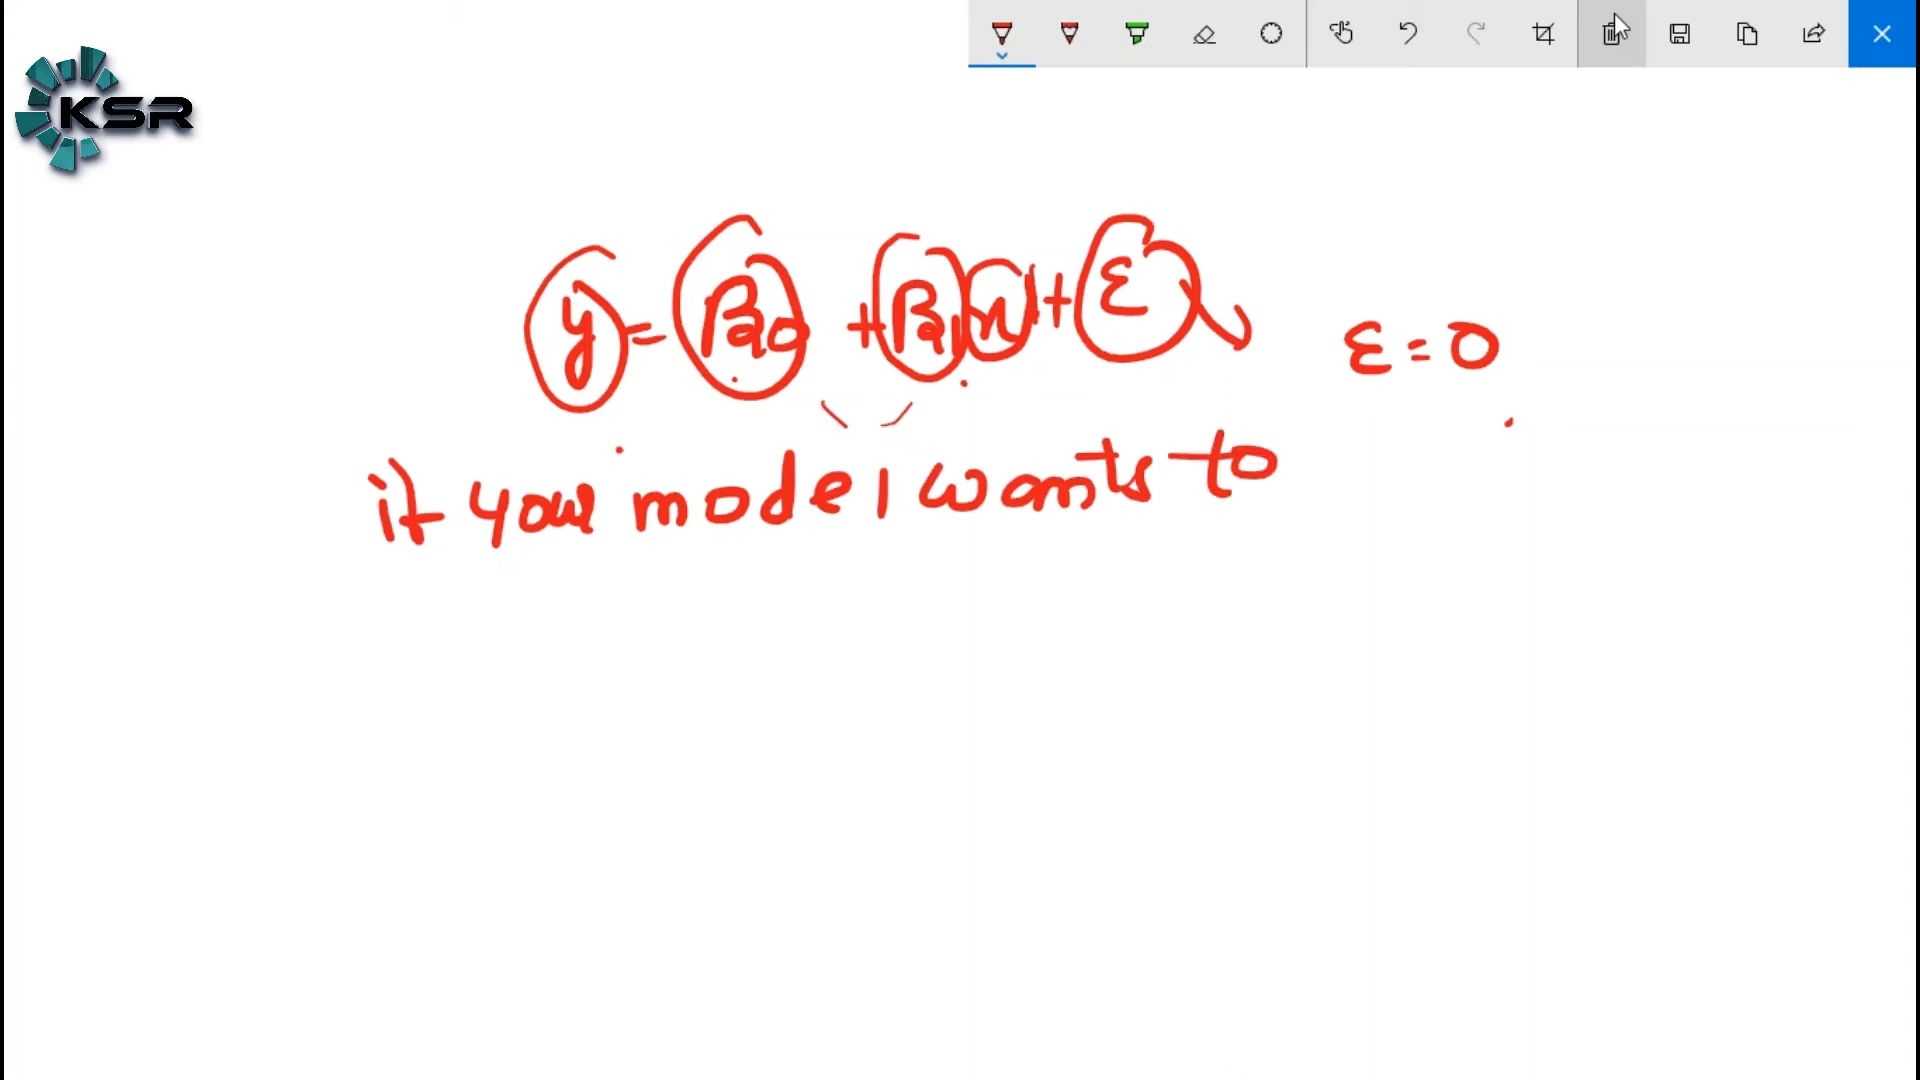 KSR
y = β₀ + β₁x + ε
ε = 0
if your model wants to